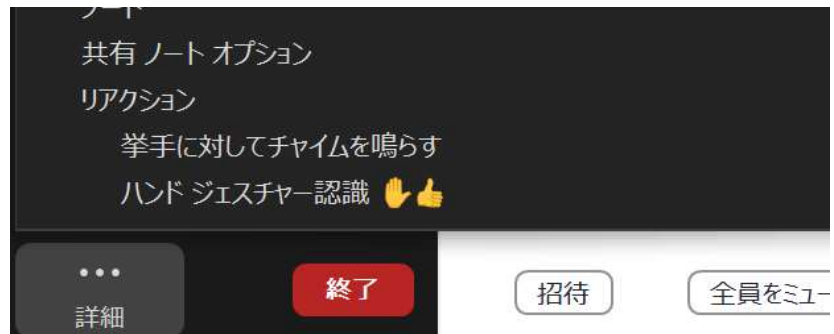 共有 ノート オプション
リアクション
挙手に対してチャイムを鳴らす
ハンド ジェスチャー認識 ✋👍
••• 終了 招待 全員をミュー
詳細